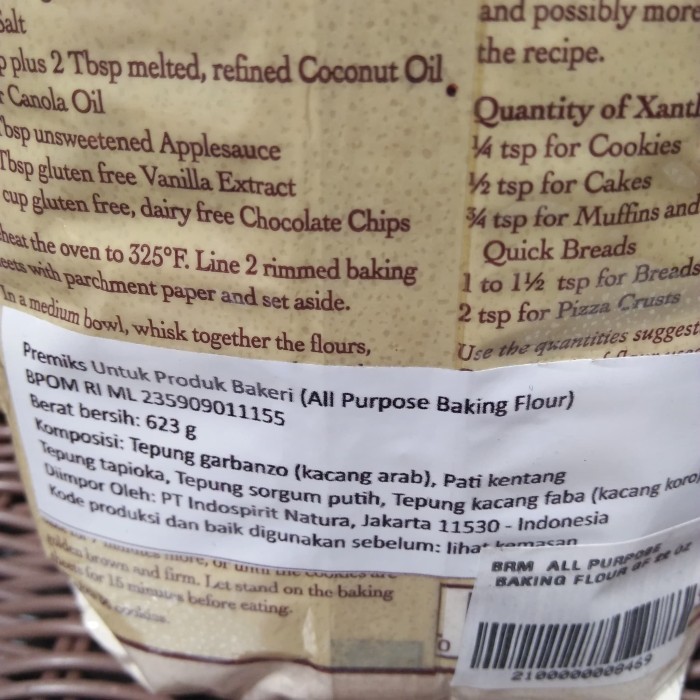 Salt
plus 2 Tbsp melted, refined Coconut Oil
Canola Oil
Tbsp unsweetened Applesauce
Tbsp gluten free Vanilla Extract
cup gluten free, dairy free Chocolate Chips
heat the oven to 325°F. Line 2 rimmed baking
with parchment paper and set aside.
In a medium bowl, whisk together the flours,
and possibly more
the recipe.
Quantity of
¼ tsp for Cookies
½ tsp for Cakes
¾ tsp for Muffins and
Quick Breads
1 to 1½ tsp for Breads
2 tsp for Pizza Crusts
Use the quantities suggest
Premiks Untuk Produk Bakeri (All Purpose Baking Flour)
BPOM RI ML 235909011155
Berat bersih: 623 g
Komposisi: Tepung garbanzo (kacang arab), Pati kentang
Tepung tapioka, Tepung sorgum putih, Tepung kacang faba (kacang koro)
Diimpor Oleh: PT Indospirit Natura, Jakarta 11530 - Indonesia
Kode produksi dan baik digunakan sebelum: lihat kemasan
golden brown and firm. Let stand on the baking
for 15 minutes before eating.
BRM ALL PURPOSE
BAKING FLOUR GF 22 OZ
2100000008469